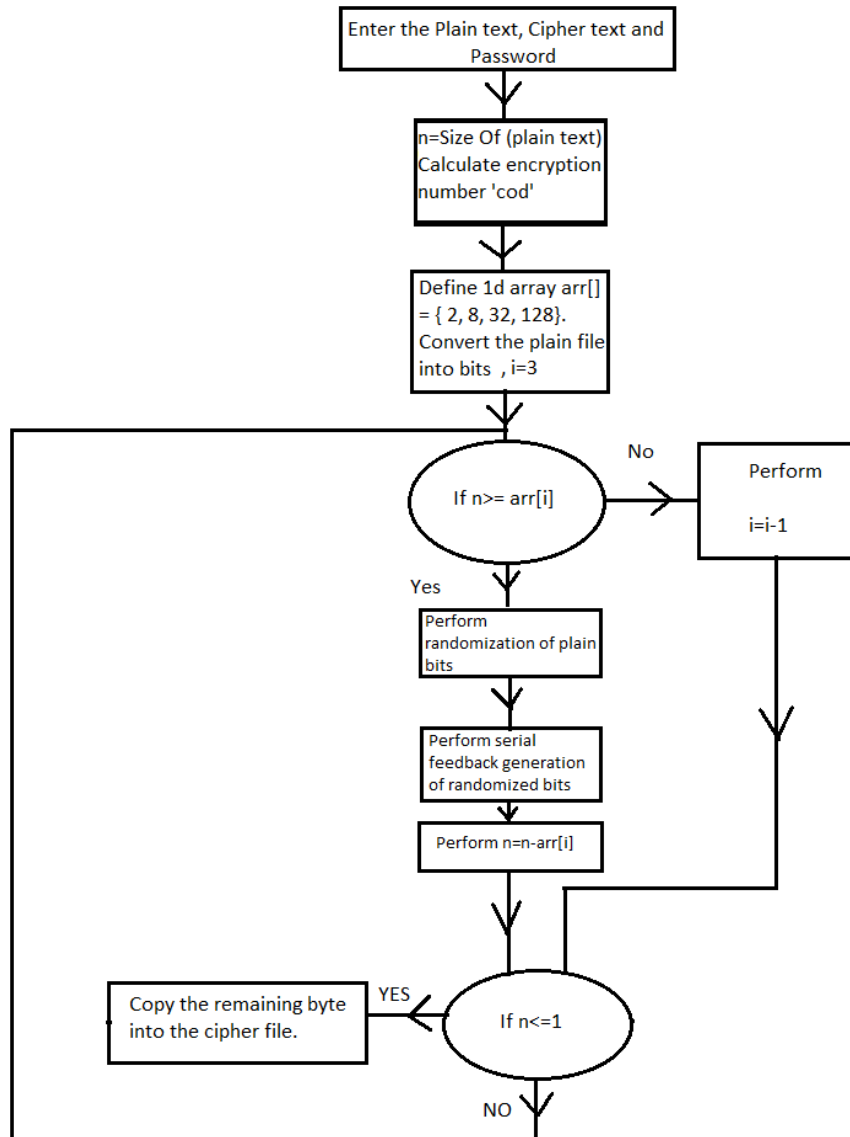 Enter the Plain text, Cipher text and
Password
n=Size Of (plain text)
Calculate encryption
number 'cod'
Define 1d array arr[]
= { 2, 8, 32, 128}.
Convert the plain file
into bits , i=3
If n>= arr[i]
No
Perform
i=i-1
Yes
Perform
randomization of plain
bits
Perform serial
feedback generation
of randomized bits
Perform n=n-arr[i]
If n<=1
YES
Copy the remaining byte
into the cipher file.
NO